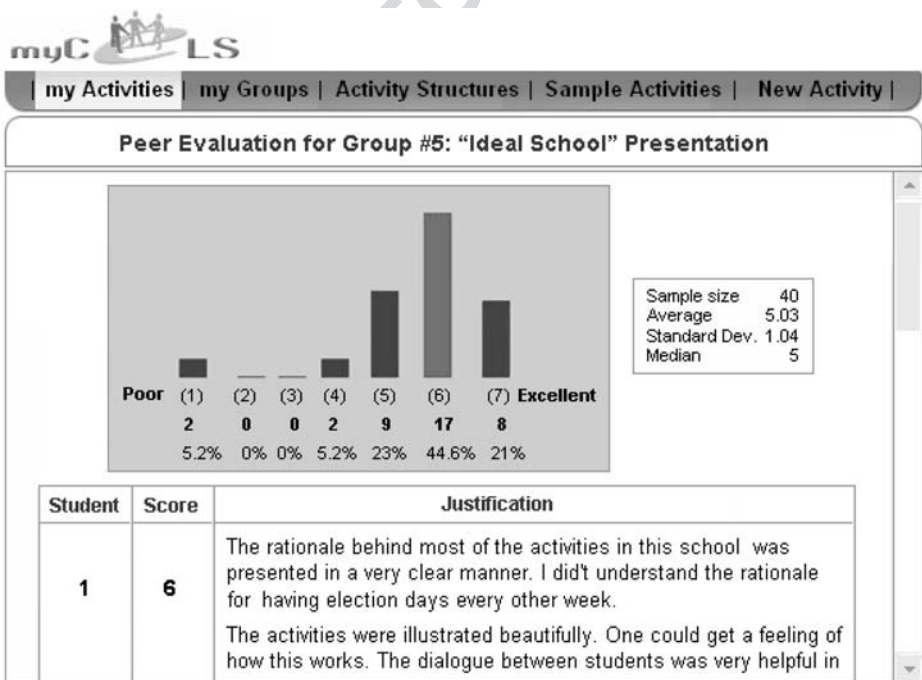 myC LS
| my Activities | my Groups | Activity Structures | Sample Activities | New Activity |
Peer Evaluation for Group #5: “Ideal School” Presentation
Sample size 40
Average 5.03
Standard Dev. 1.04
Median 5
Poor (1) (2) (3) (4) (5) (6) (7) Excellent
2 0 0 2 9 17 8
5.2% 0% 0% 5.2% 23% 44.6% 21%
Student Score Justification
1 6
The rationale behind most of the activities in this school was
presented in a very clear manner. I did't understand the rationale
for having election days every other week.
The activities were illustrated beautifully. One could get a feeling of
how this works. The dialogue between students was very helpful in